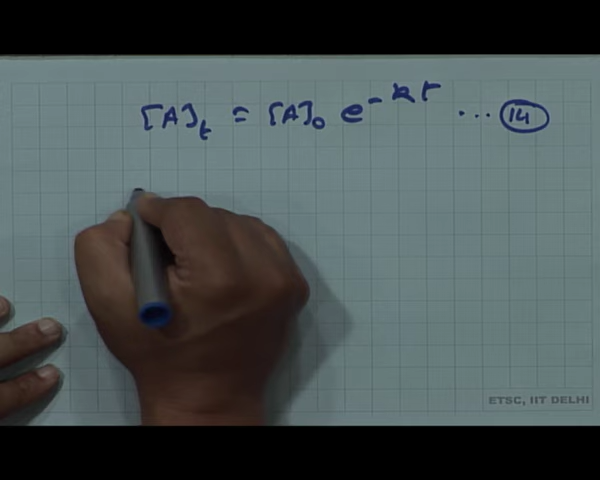 [A]t = [A]0 e^-kt ... 14
ETSC, IIT DELHI